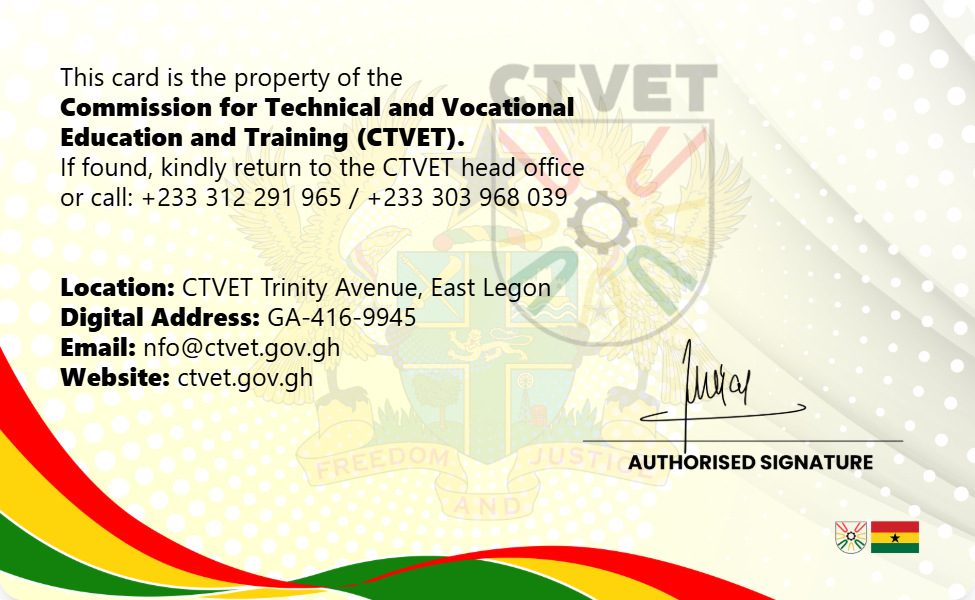 CTVET
This card is the property of the
Commission for Technical and Vocational
Education and Training (CTVET).
If found, kindly return to the CTVET head office
or call: +233 312 291 965 / +233 303 968 039
Location: CTVET Trinity Avenue, East Legon
Digital Address: GA-416-9945
Email: nfo@ctvet.gov.gh
Website: ctvet.gov.gh
FREEDOM AND JUSTICE
AUTHORISED SIGNATURE